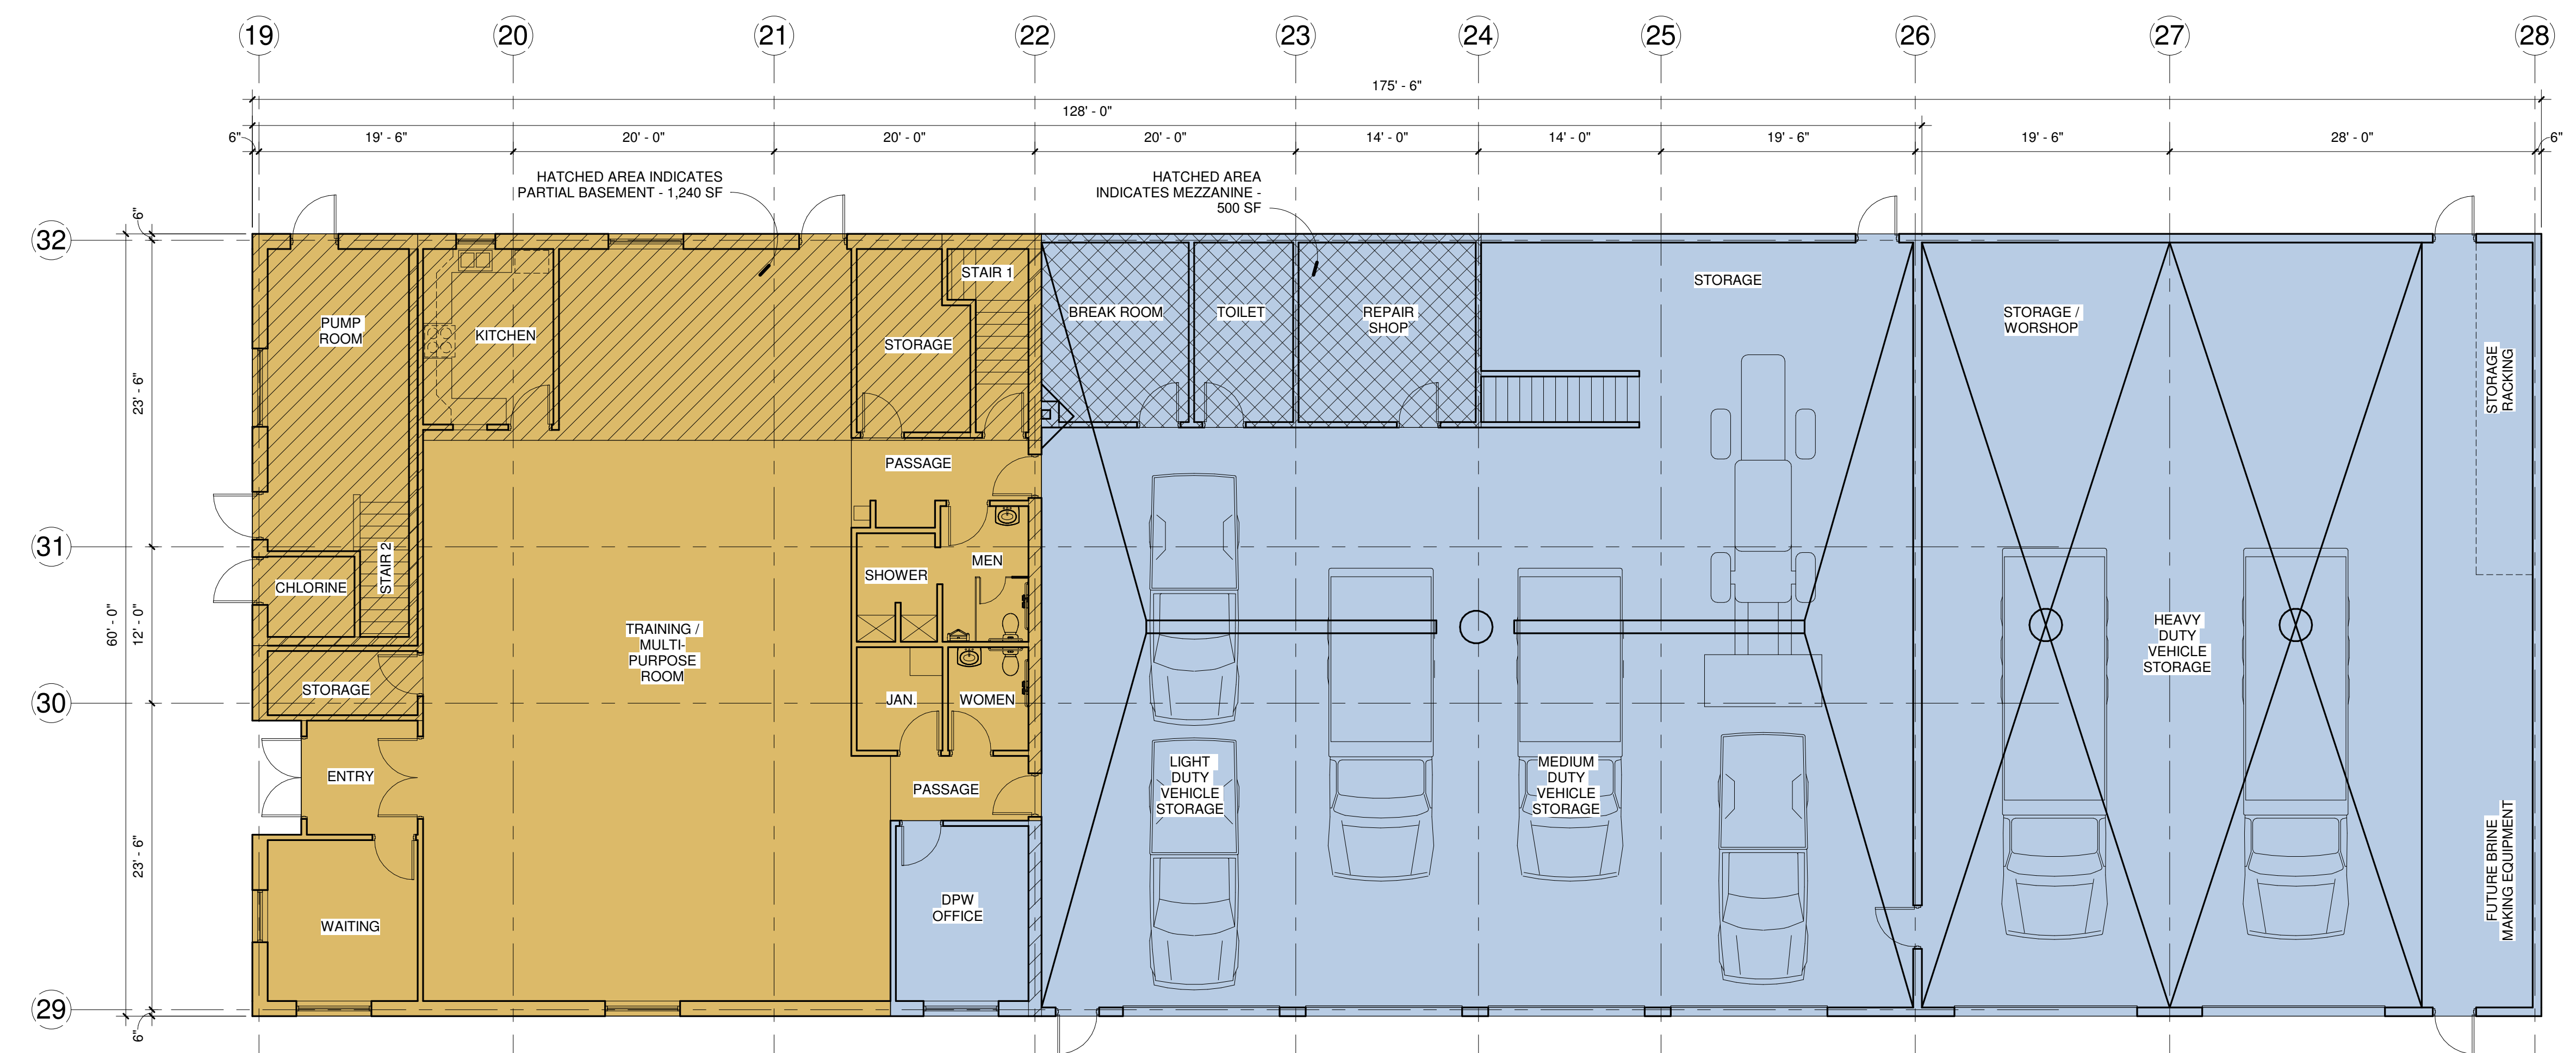 19
20
21
22
23
24
25
26
27
28
175' - 6"
128' - 0"
6"
19' - 6"
20' - 0"
20' - 0"
20' - 0"
14' - 0"
14' - 0"
19' - 6"
19' - 6"
28' - 0"
6"
HATCHED AREA INDICATES
PARTIAL BASEMENT - 1,240 SF
HATCHED AREA
INDICATES MEZZANINE -
500 SF
32
31
30
29
6"
23' - 6"
12' - 0"
60' - 0"
23' - 6"
6"
PUMP
ROOM
KITCHEN
STORAGE
STAIR 1
BREAK ROOM
TOILET
REPAIR
SHOP
STORAGE
STORAGE /
WORSHOP
STORAGE
RACKING
PASSAGE
STAIR 2
CHLORINE
SHOWER
MEN
TRAINING /
MULTI-
PURPOSE
ROOM
STORAGE
JAN.
WOMEN
HEAVY
DUTY
VEHICLE
STORAGE
ENTRY
PASSAGE
LIGHT
DUTY
VEHICLE
STORAGE
MEDIUM
DUTY
VEHICLE
STORAGE
WAITING
DPW
OFFICE
FUTURE BRINE
MAKING EQUIPMENT